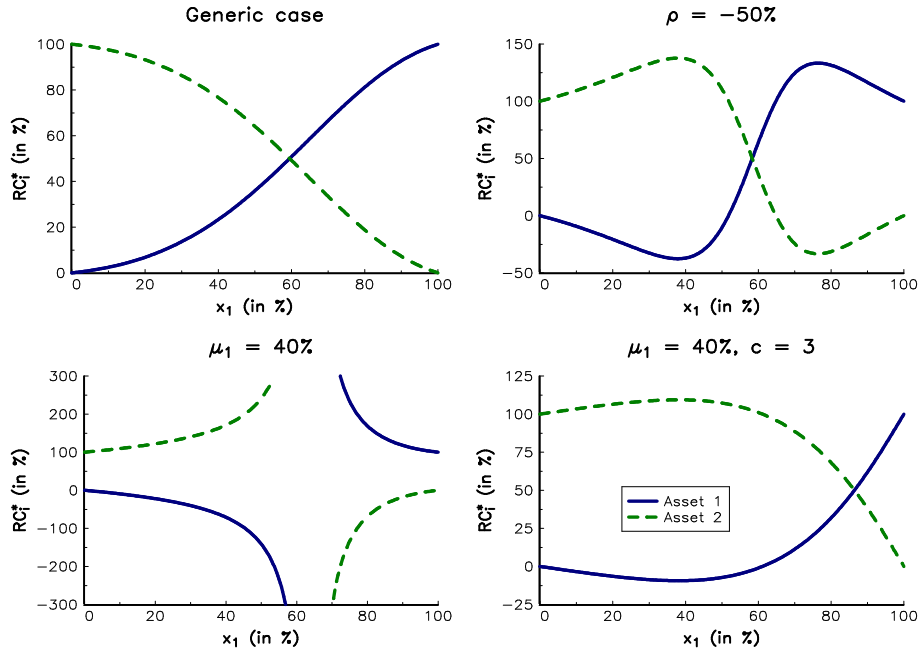 Generic case
RC*i (in %)
100
80
60
40
20
0
0 20 40 60 80 100
x1 (in %)
ρ = −50%
RC*i (in %)
150
100
50
0
−50
0 20 40 60 80 100
x1 (in %)
μ1 = 40%
RC*i (in %)
300
200
100
0
−100
−200
−300
0 20 40 60 80 100
x1 (in %)
μ1 = 40%, c = 3
RC*i (in %)
125
100
75
50
25
0
−25
Asset 1
Asset 2
0 20 40 60 80 100
x1 (in %)